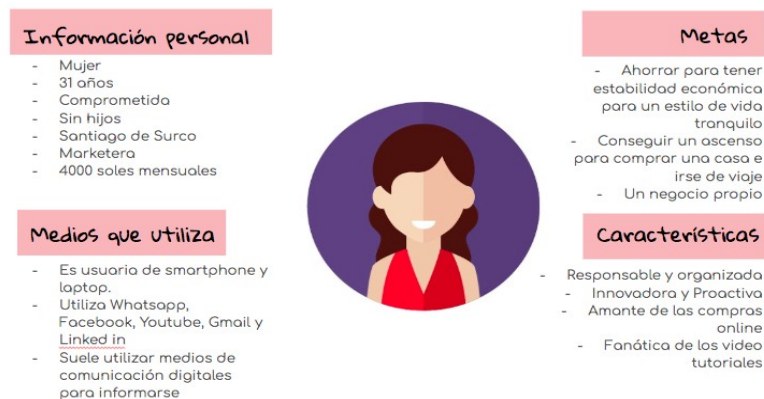 Información personal
- Mujer
- 31 años
- Comprometida
- Sin hijos
- Santiago de Surco
- Marketera
- 4000 soles mensuales
Medios que utiliza
- Es usuaria de smartphone y
laptop.
- Utiliza Whatsapp,
Facebook, Youtube, Gmail y
Linked in
- Suele utilizar medios de
comunicación digitales
para informarse
Metas
- Ahorrar para tener
estabilidad económica
para un estilo de vida
tranquilo
- Conseguir un ascenso
para comprar una casa e
irse de viaje
- Un negocio propio
Características
- Responsable y organizada
- Innovadora y Proactiva
- Amante de las compras
online
- Fanática de los video
tutoriales